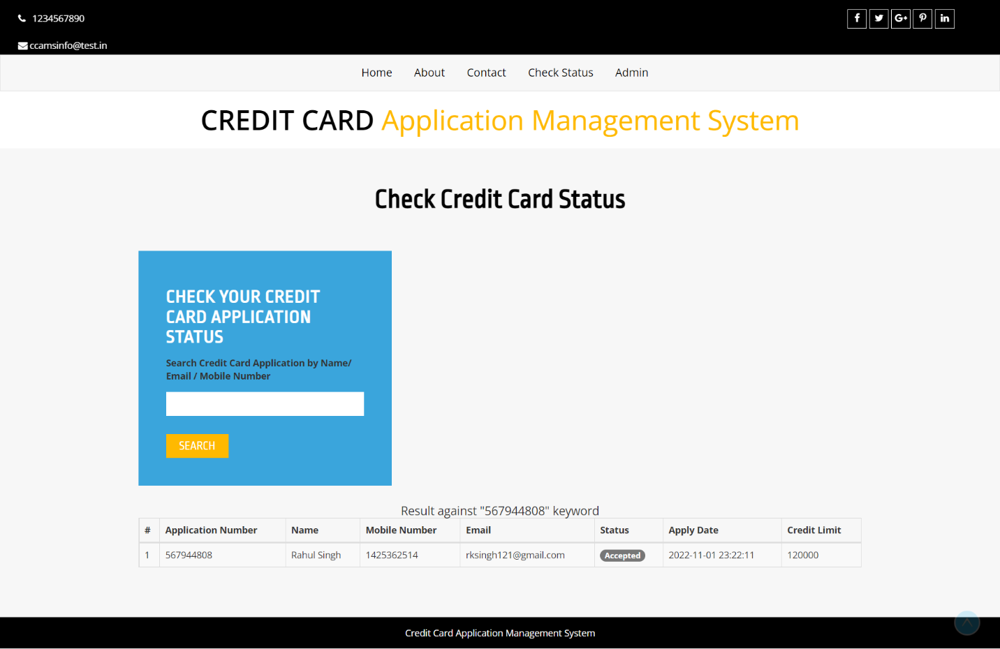 1234567890
ccamsinfo@test.in
Home About Contact Check Status Admin
CREDIT CARD Application Management System
Check Credit Card Status
CHECK YOUR CREDIT
CARD APPLICATION
STATUS
Search Credit Card Application by Name/
Email / Mobile Number
SEARCH
Result against "567944808" keyword
# Application Number Name Mobile Number Email Status Apply Date Credit Limit
1 567944808 Rahul Singh 1425362514 rksingh121@gmail.com Accepted 2022-11-01 23:22:11 120000
Credit Card Application Management System